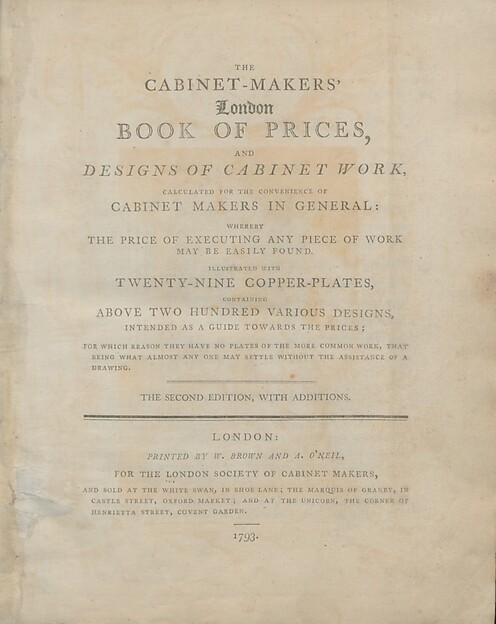 THE
CABINET-MAKERS'
London
BOOK OF PRICES,
AND
DESIGNS OF CABINET WORK,
CALCULATED FOR THE CONVENIENCE OF
CABINET MAKERS IN GENERAL:
WHEREBY
THE PRICE OF EXECUTING ANY PIECE OF WORK
MAY BE EASILY FOUND.
ILLUSTRATED WITH
TWENTY-NINE COPPER-PLATES,
CONTAINING
ABOVE TWO HUNDRED VARIOUS DESIGNS,
INTENDED AS A GUIDE TOWARDS THE PRICES;
FOR WHICH REASON THEY HAVE NO PLATES OF THE MORE COMMON WORK, THAT
BEING WHAT ALMOST ANY ONE MAY SETTLE WITHOUT THE ASSISTANCE OF A
DRAWING.
THE SECOND EDITION, WITH ADDITIONS.
LONDON:
PRINTED BY W. BROWN AND A. O'NEIL,
FOR THE LONDON SOCIETY OF CABINET MAKERS,
AND SOLD AT THE WHITE SWAN, IN SHOE LANE; THE MARQUIS OF GRANBY, IN
CASTLE STREET, OXFORD MARKET; AND AT THE UNICORN, THE CORNER OF
HENRIETTA STREET, COVENT GARDEN.
1793.